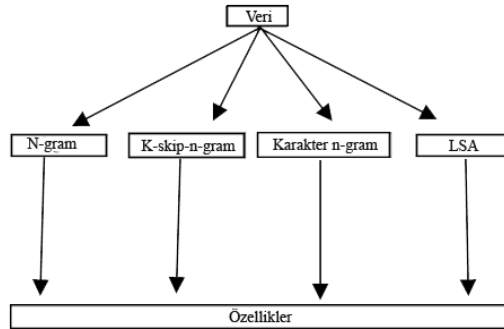 Veri
N-gram
K-skip-n-gram
Karakter n-gram
LSA
Özellikler